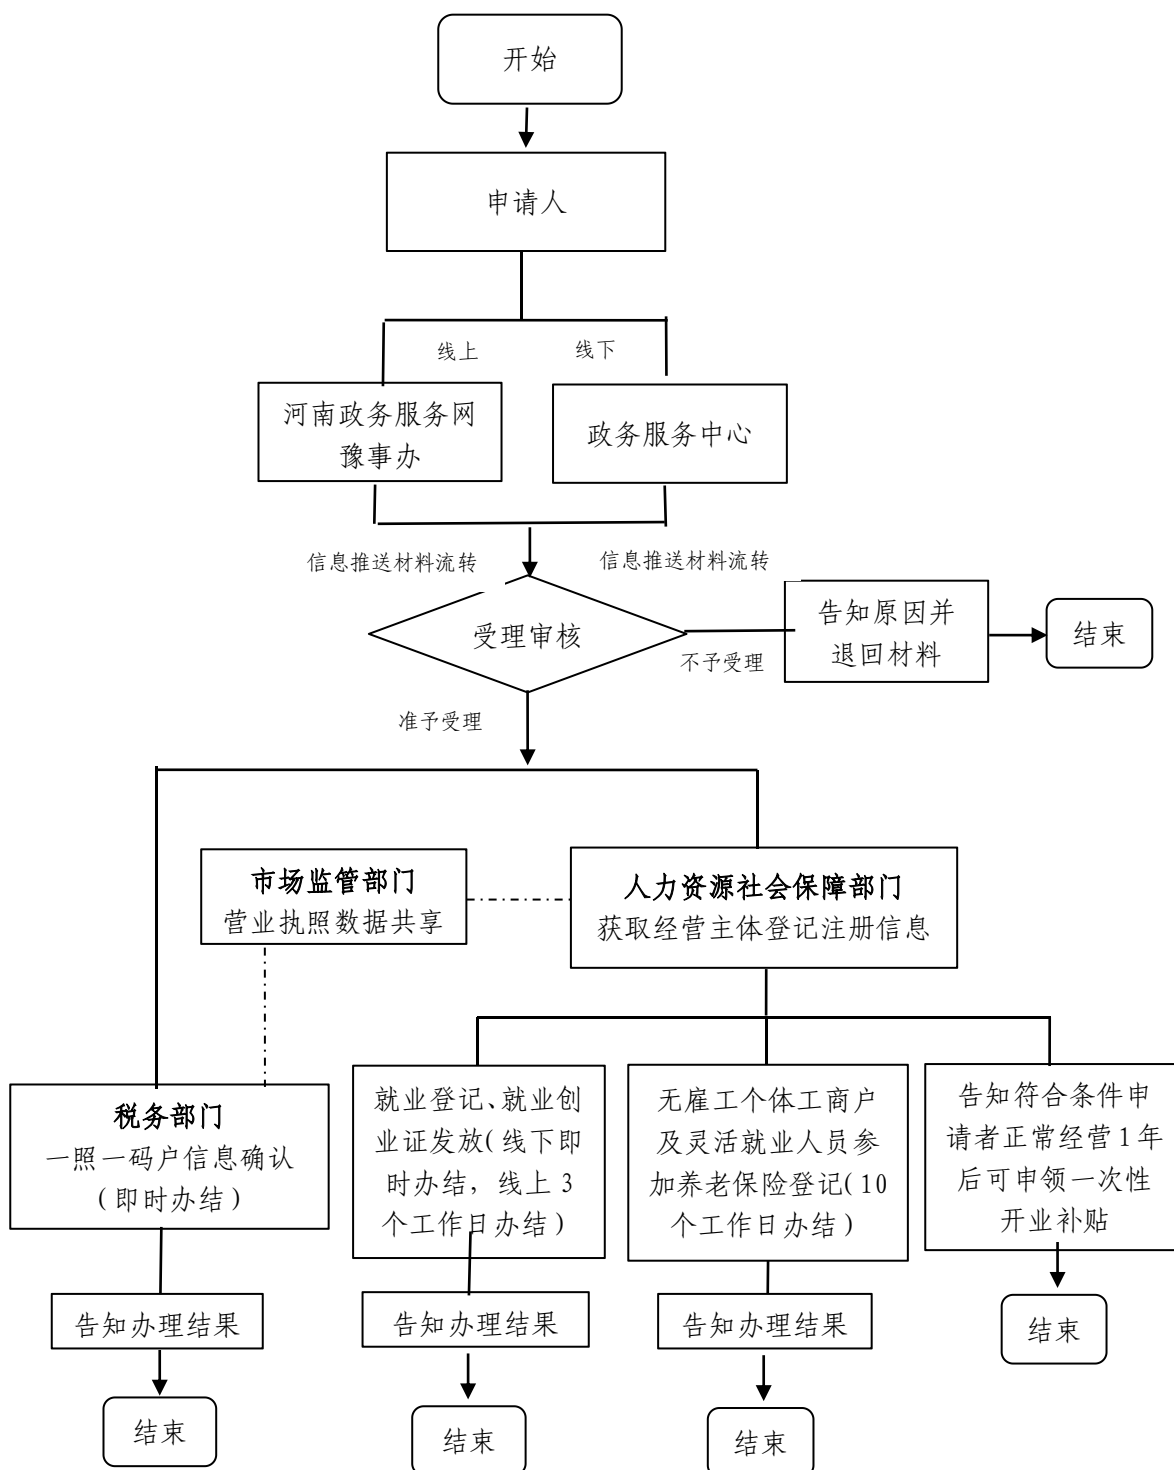 开始
申请人
线上
线下
河南政务服务网
豫事办
政务服务中心
信息推送材料流转
信息推送材料流转
受理审核
不予受理
告知原因并
退回材料
结束
准予受理
市场监管部门
营业执照数据共享
人力资源社会保障部门
获取经营主体登记注册信息
税务部门
一照一码户信息确认
(即时办结)
就业登记、就业创
业证发放(线下即
时办结，线上3
个工作日办结)
无雇工个体工商户
及灵活就业人员参
加养老保险登记(10
个工作日办结)
告知符合条件申
请者正常经营1年
后可申领一次性
开业补贴
告知办理结果
告知办理结果
告知办理结果
结束
结束
结束
结束